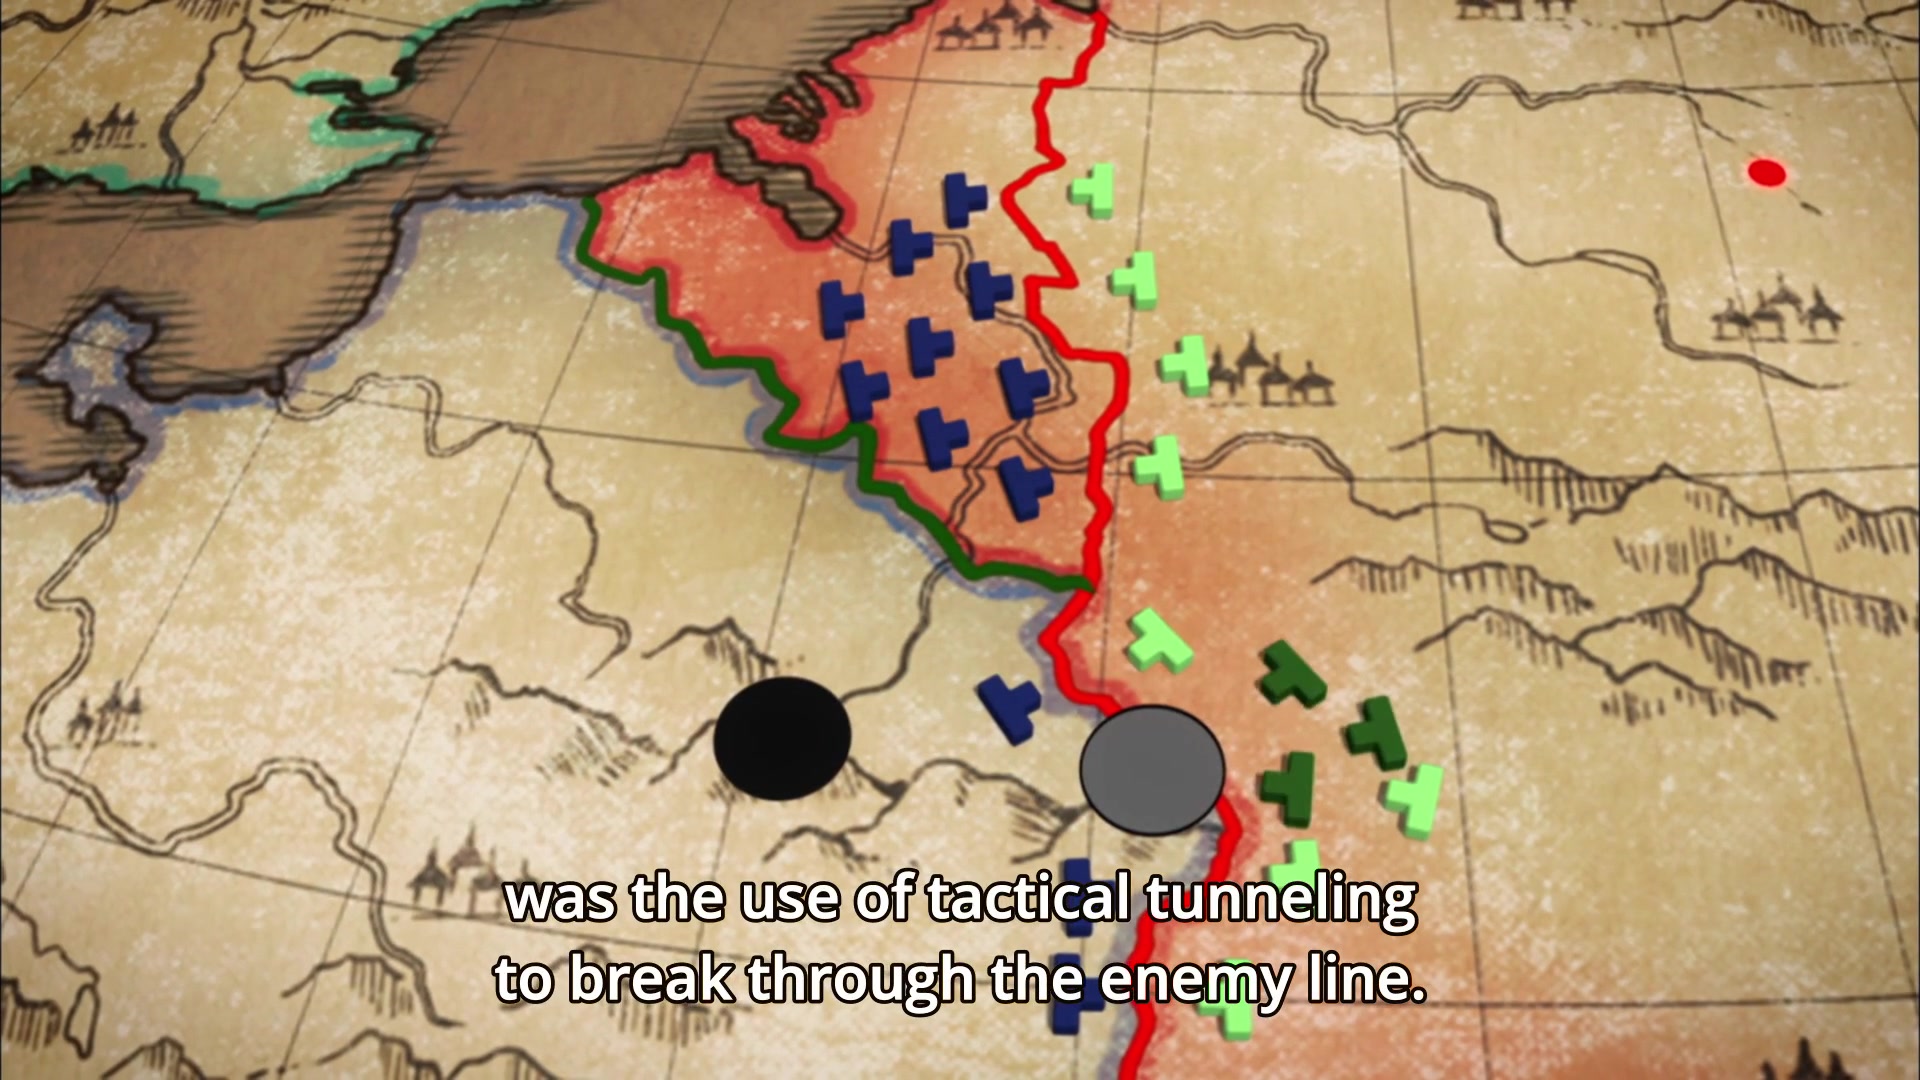 was the use of tactical tunneling
to break through the enemy line.